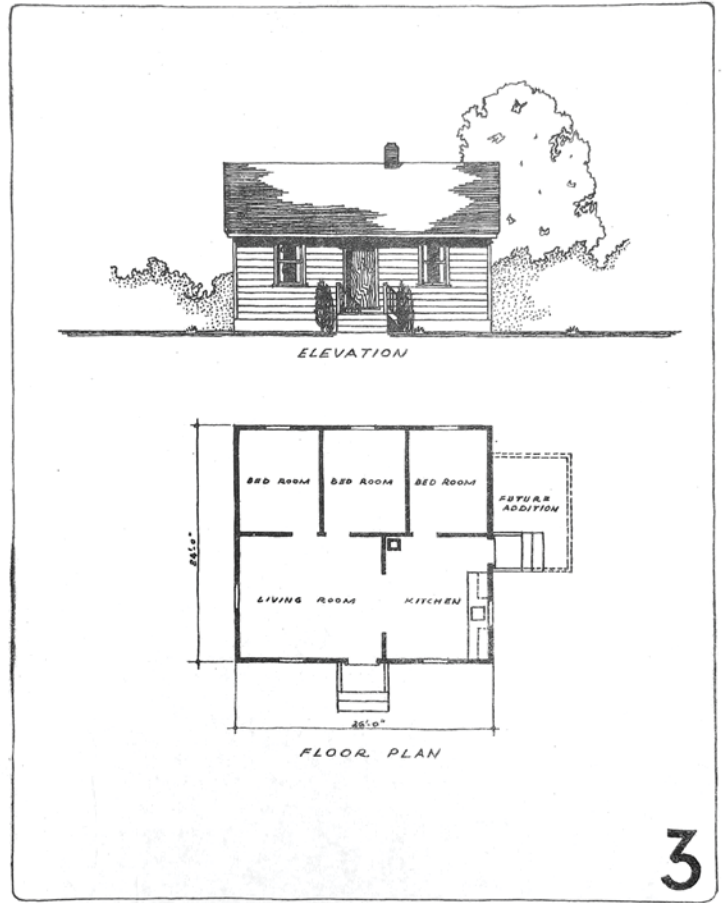 ELEVATION
BED ROOM
BED ROOM
BED ROOM
FUTURE
ADDITION
24'-0"
LIVING ROOM
KITCHEN
26'-0"
FLOOR PLAN
3